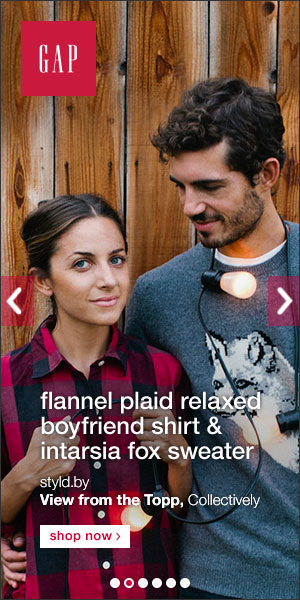 GAP
flannel plaid relaxed
boyfriend shirt &
intarsia fox sweater
styld.by
View from the Topp, Collectively
shop now >